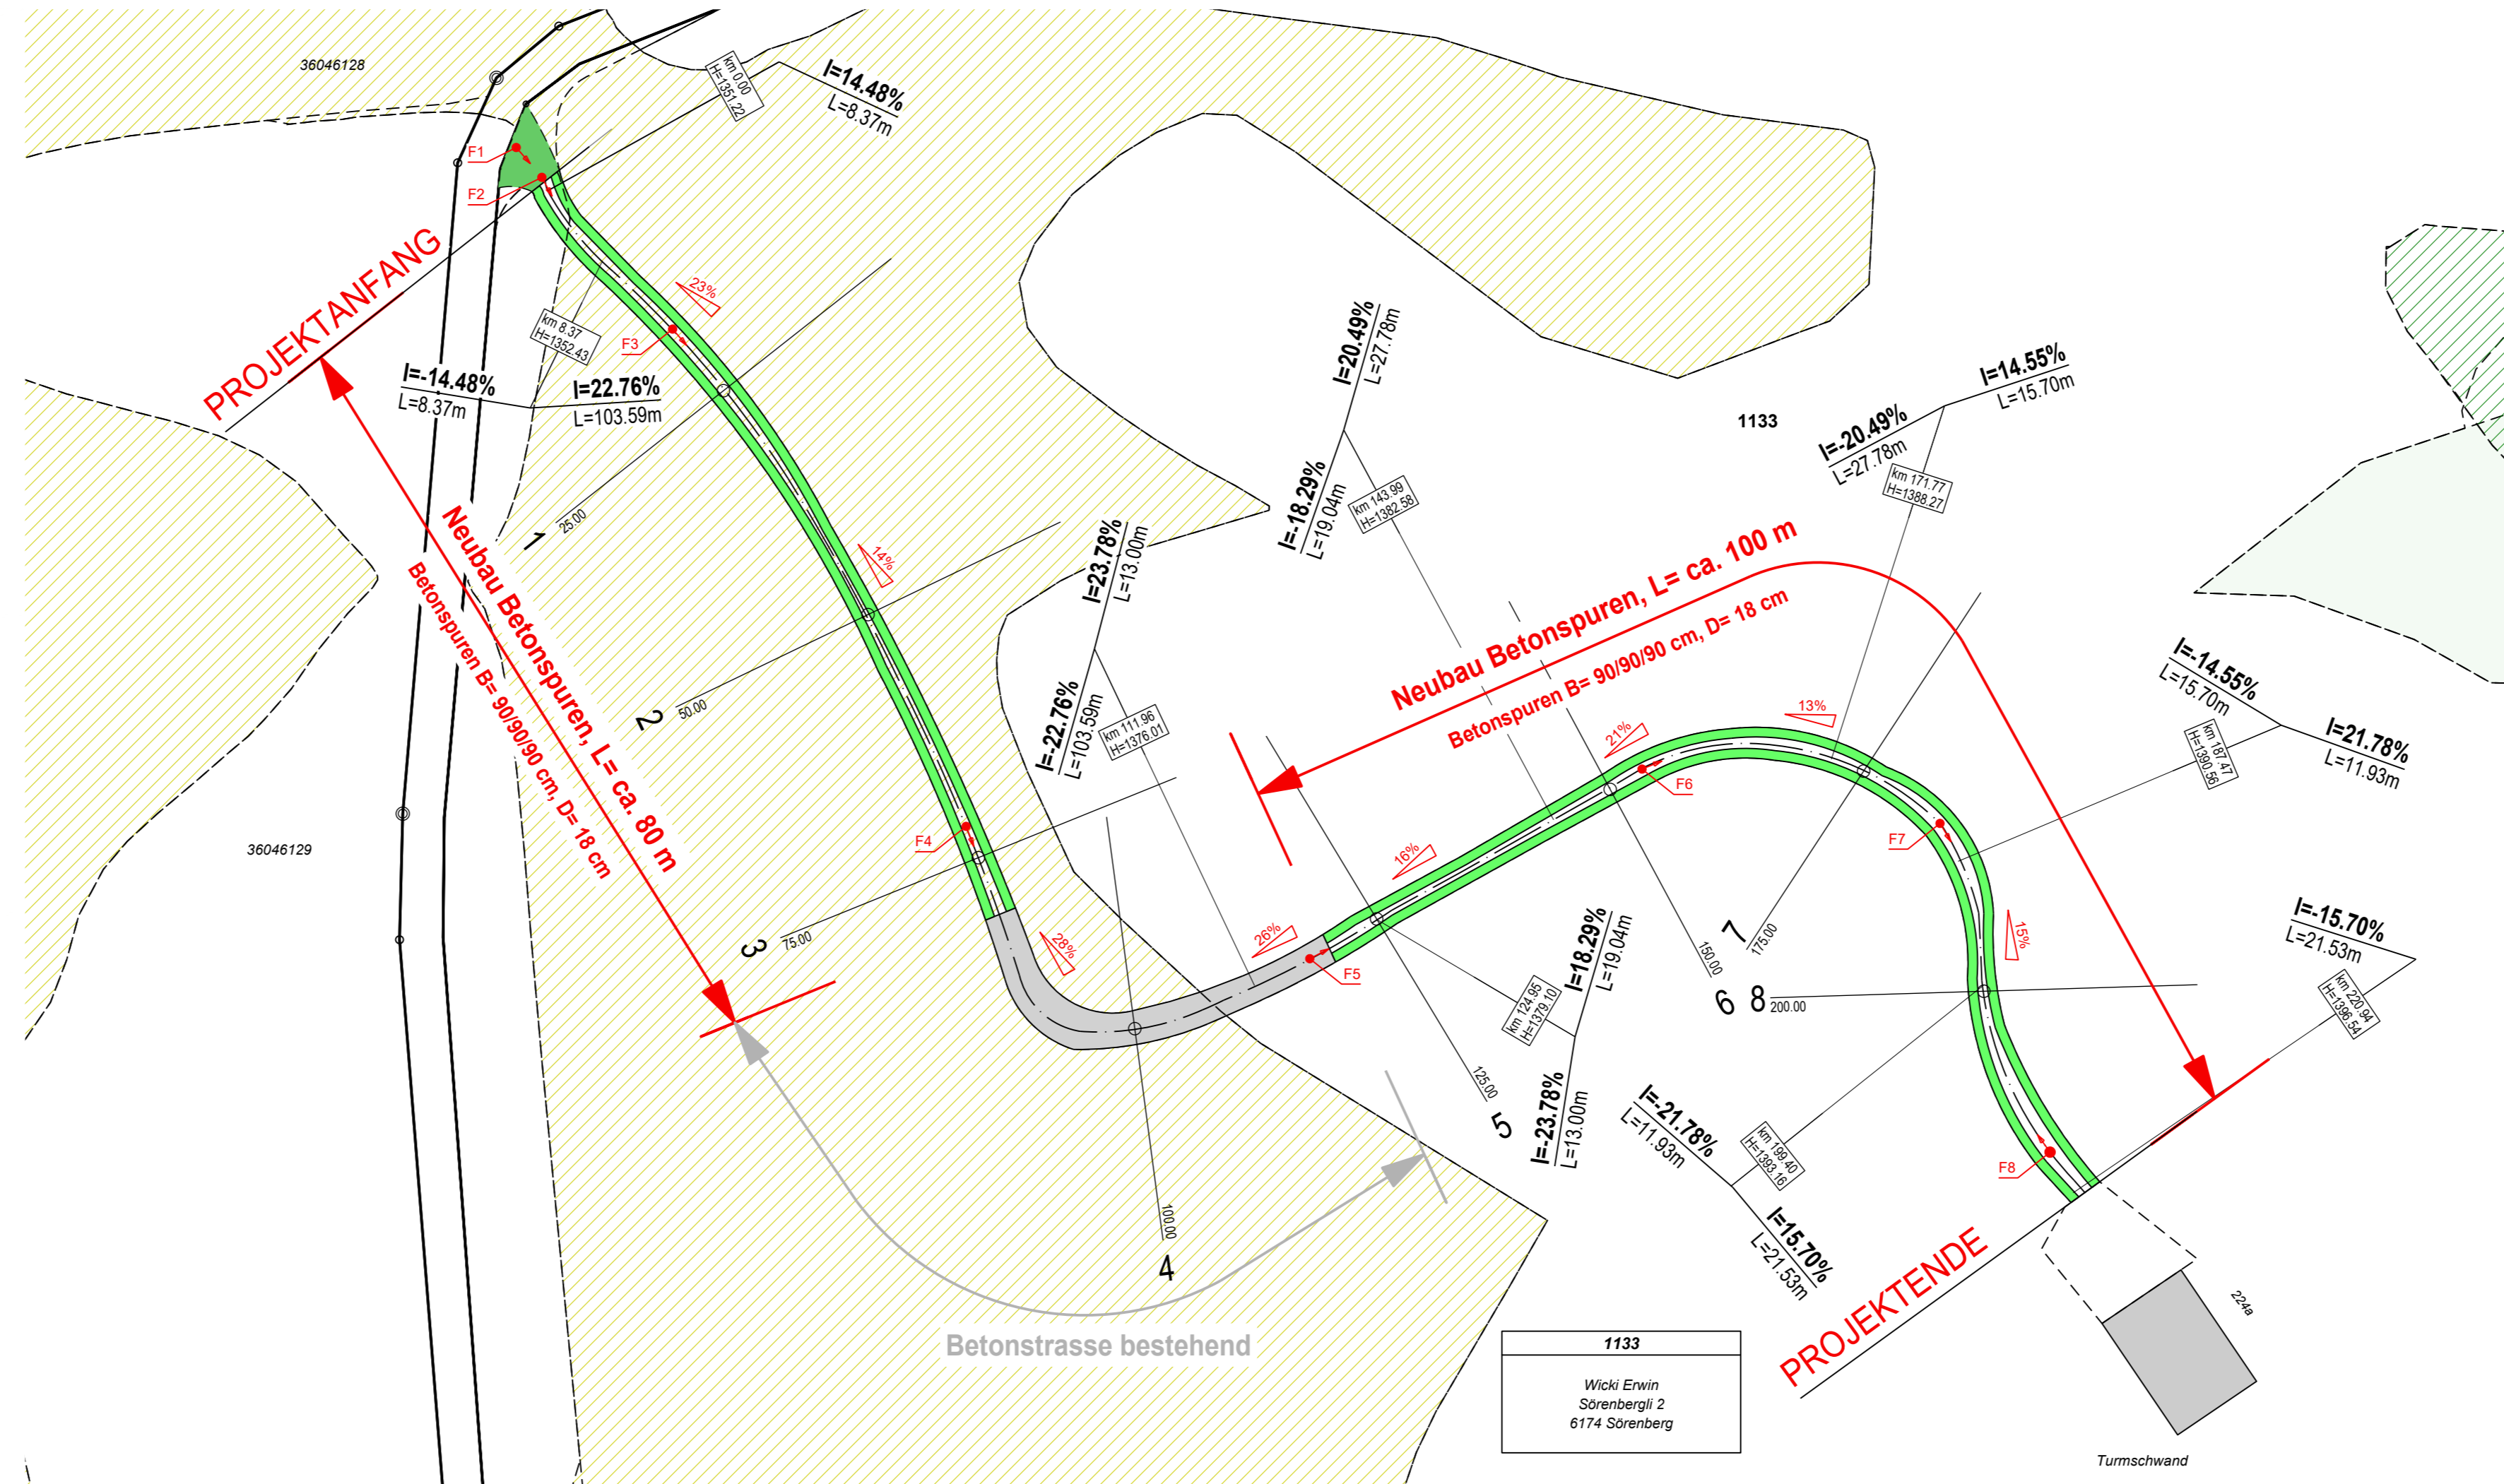 36046128
km 0.00
H=1351.22
I=14.48%
L=8.37m
F1
F2
PROJEKTANFANG
23%
km 8.37
H=1352.43
F3
I=-14.48%
L=8.37m
I=22.76%
L=103.59m
1
25.00
14%
Neubau Betonspuren, L= ca. 80 m
Betonspuren B= 90/90/90 cm, D= 18 cm
2
50.00
I=23.78%
L=13.00m
I=-22.76%
L=103.59m
km 111.96
H=1376.01
I=20.49%
L=27.78m
I=-18.29%
L=19.04m
km 143.99
H=1382.58
1133
I=14.55%
L=15.70m
I=-20.49%
L=27.78m
km 171.77
H=1388.27
Neubau Betonspuren, L= ca. 100 m
Betonspuren B= 90/90/90 cm, D= 18 cm
I=-14.55%
L=15.70m
I=21.78%
L=11.93m
km 187.47
H=1390.56
13%
21%
F6
F7
16%
36046129
F4
3
75.00
28%
26%
F5
15%
I=-15.70%
L=21.53m
km 220.94
H=1396.54
I=18.29%
L=19.04m
km 124.95
H=1379.10
I=-23.78%
L=13.00m
150.00
6
7
175.00
8
200.00
125.00
5
I=-21.78%
L=11.93m
km 199.40
H=1393.16
I=15.70%
L=21.53m
F8
100.00
4
Betonstrasse bestehend
PROJEKTENDE
224a
1133
Wicki Erwin
Sörenbergli 2
6174 Sörenberg
Turmschwand